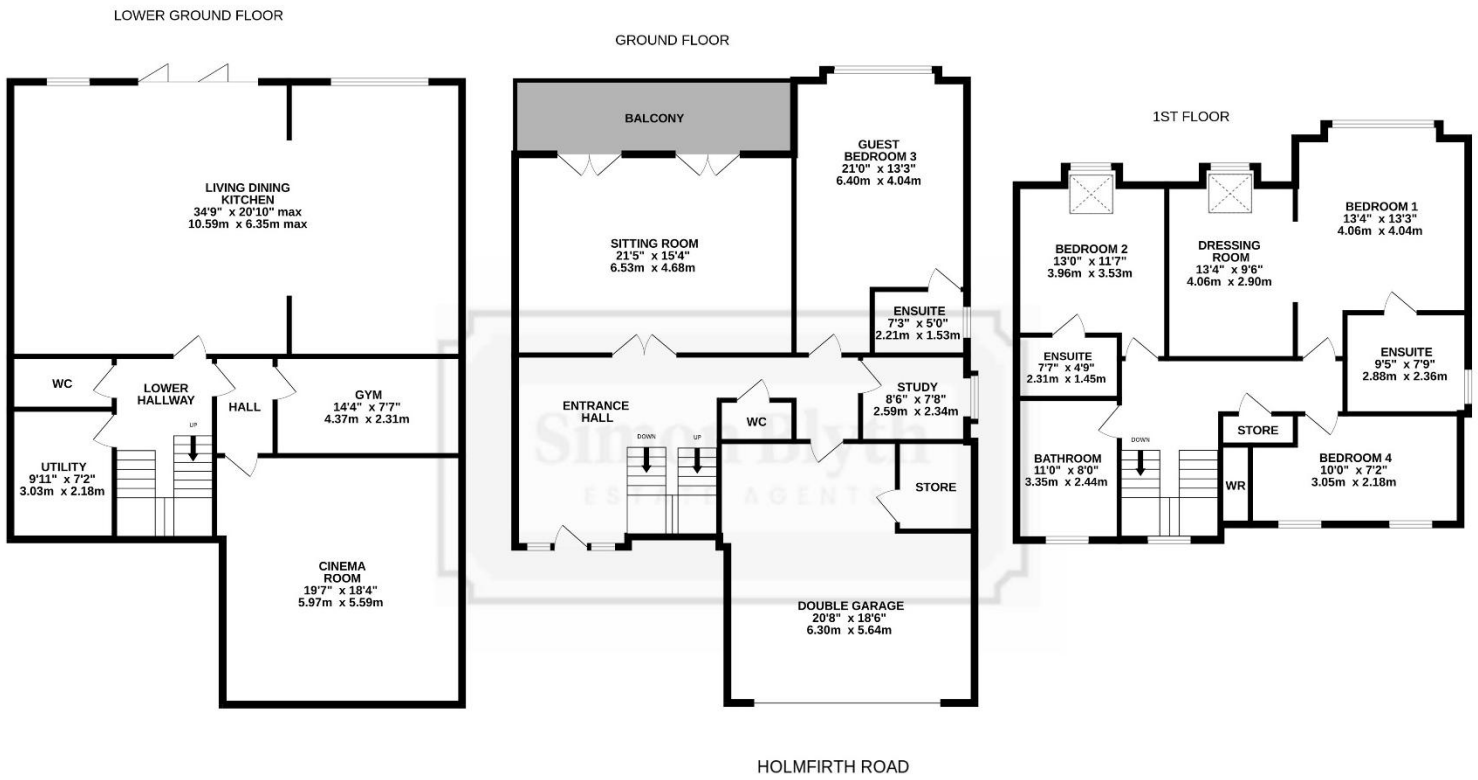 LOWER GROUND FLOOR
LIVING DINING
KITCHEN
34'9" x 20'10" max
10.59m x 6.35m max
WC
LOWER
HALLWAY
HALL
GYM
14'4" x 7'7"
4.37m x 2.31m
UP
UTILITY
9'11" x 7'2"
3.03m x 2.18m
CINEMA
ROOM
19'7" x 18'4"
5.97m x 5.59m
GROUND FLOOR
BALCONY
GUEST
BEDROOM 3
21'0" x 13'3"
6.40m x 4.04m
SITTING ROOM
21'5" x 15'4"
6.53m x 4.68m
ENSUITE
7'3" x 5'0"
2.21m x 1.53m
ENTRANCE
HALL
WC
STUDY
8'6" x 7'8"
2.59m x 2.34m
DOWN
UP
STORE
DOUBLE GARAGE
20'8" x 18'6"
6.30m x 5.64m
Simon Blyth
ESTATE AGENTS
1ST FLOOR
BEDROOM 1
13'4" x 13'3"
4.06m x 4.04m
BEDROOM 2
13'0" x 11'7"
3.96m x 3.53m
DRESSING
ROOM
13'4" x 9'6"
4.06m x 2.90m
ENSUITE
7'7" x 4'9"
2.31m x 1.45m
ENSUITE
9'5" x 7'9"
2.88m x 2.36m
STORE
BATHROOM
11'0" x 8'0"
3.35m x 2.44m
DOWN
WR
BEDROOM 4
10'0" x 7'2"
3.05m x 2.18m
HOLMFIRTH ROAD